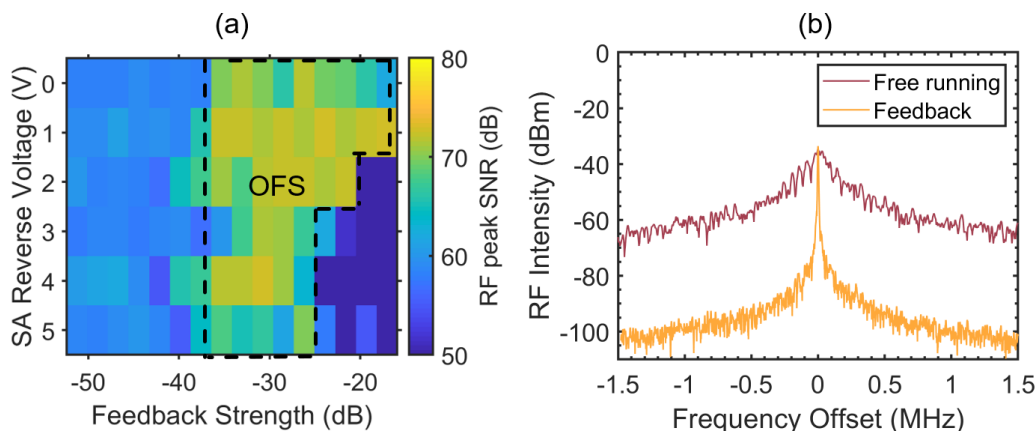 (a)
SA Reverse Voltage (V)
0
1
2
3
4
5
OFS
-50
-40
-30
-20
Feedback Strength (dB)
80
70
60
50
RF peak SNR (dB)
(b)
RF Intensity (dBm)
0
-20
-40
-60
-80
-100
Free running
Feedback
-1.5
-1
-0.5
0
0.5
1
1.5
Frequency Offset (MHz)